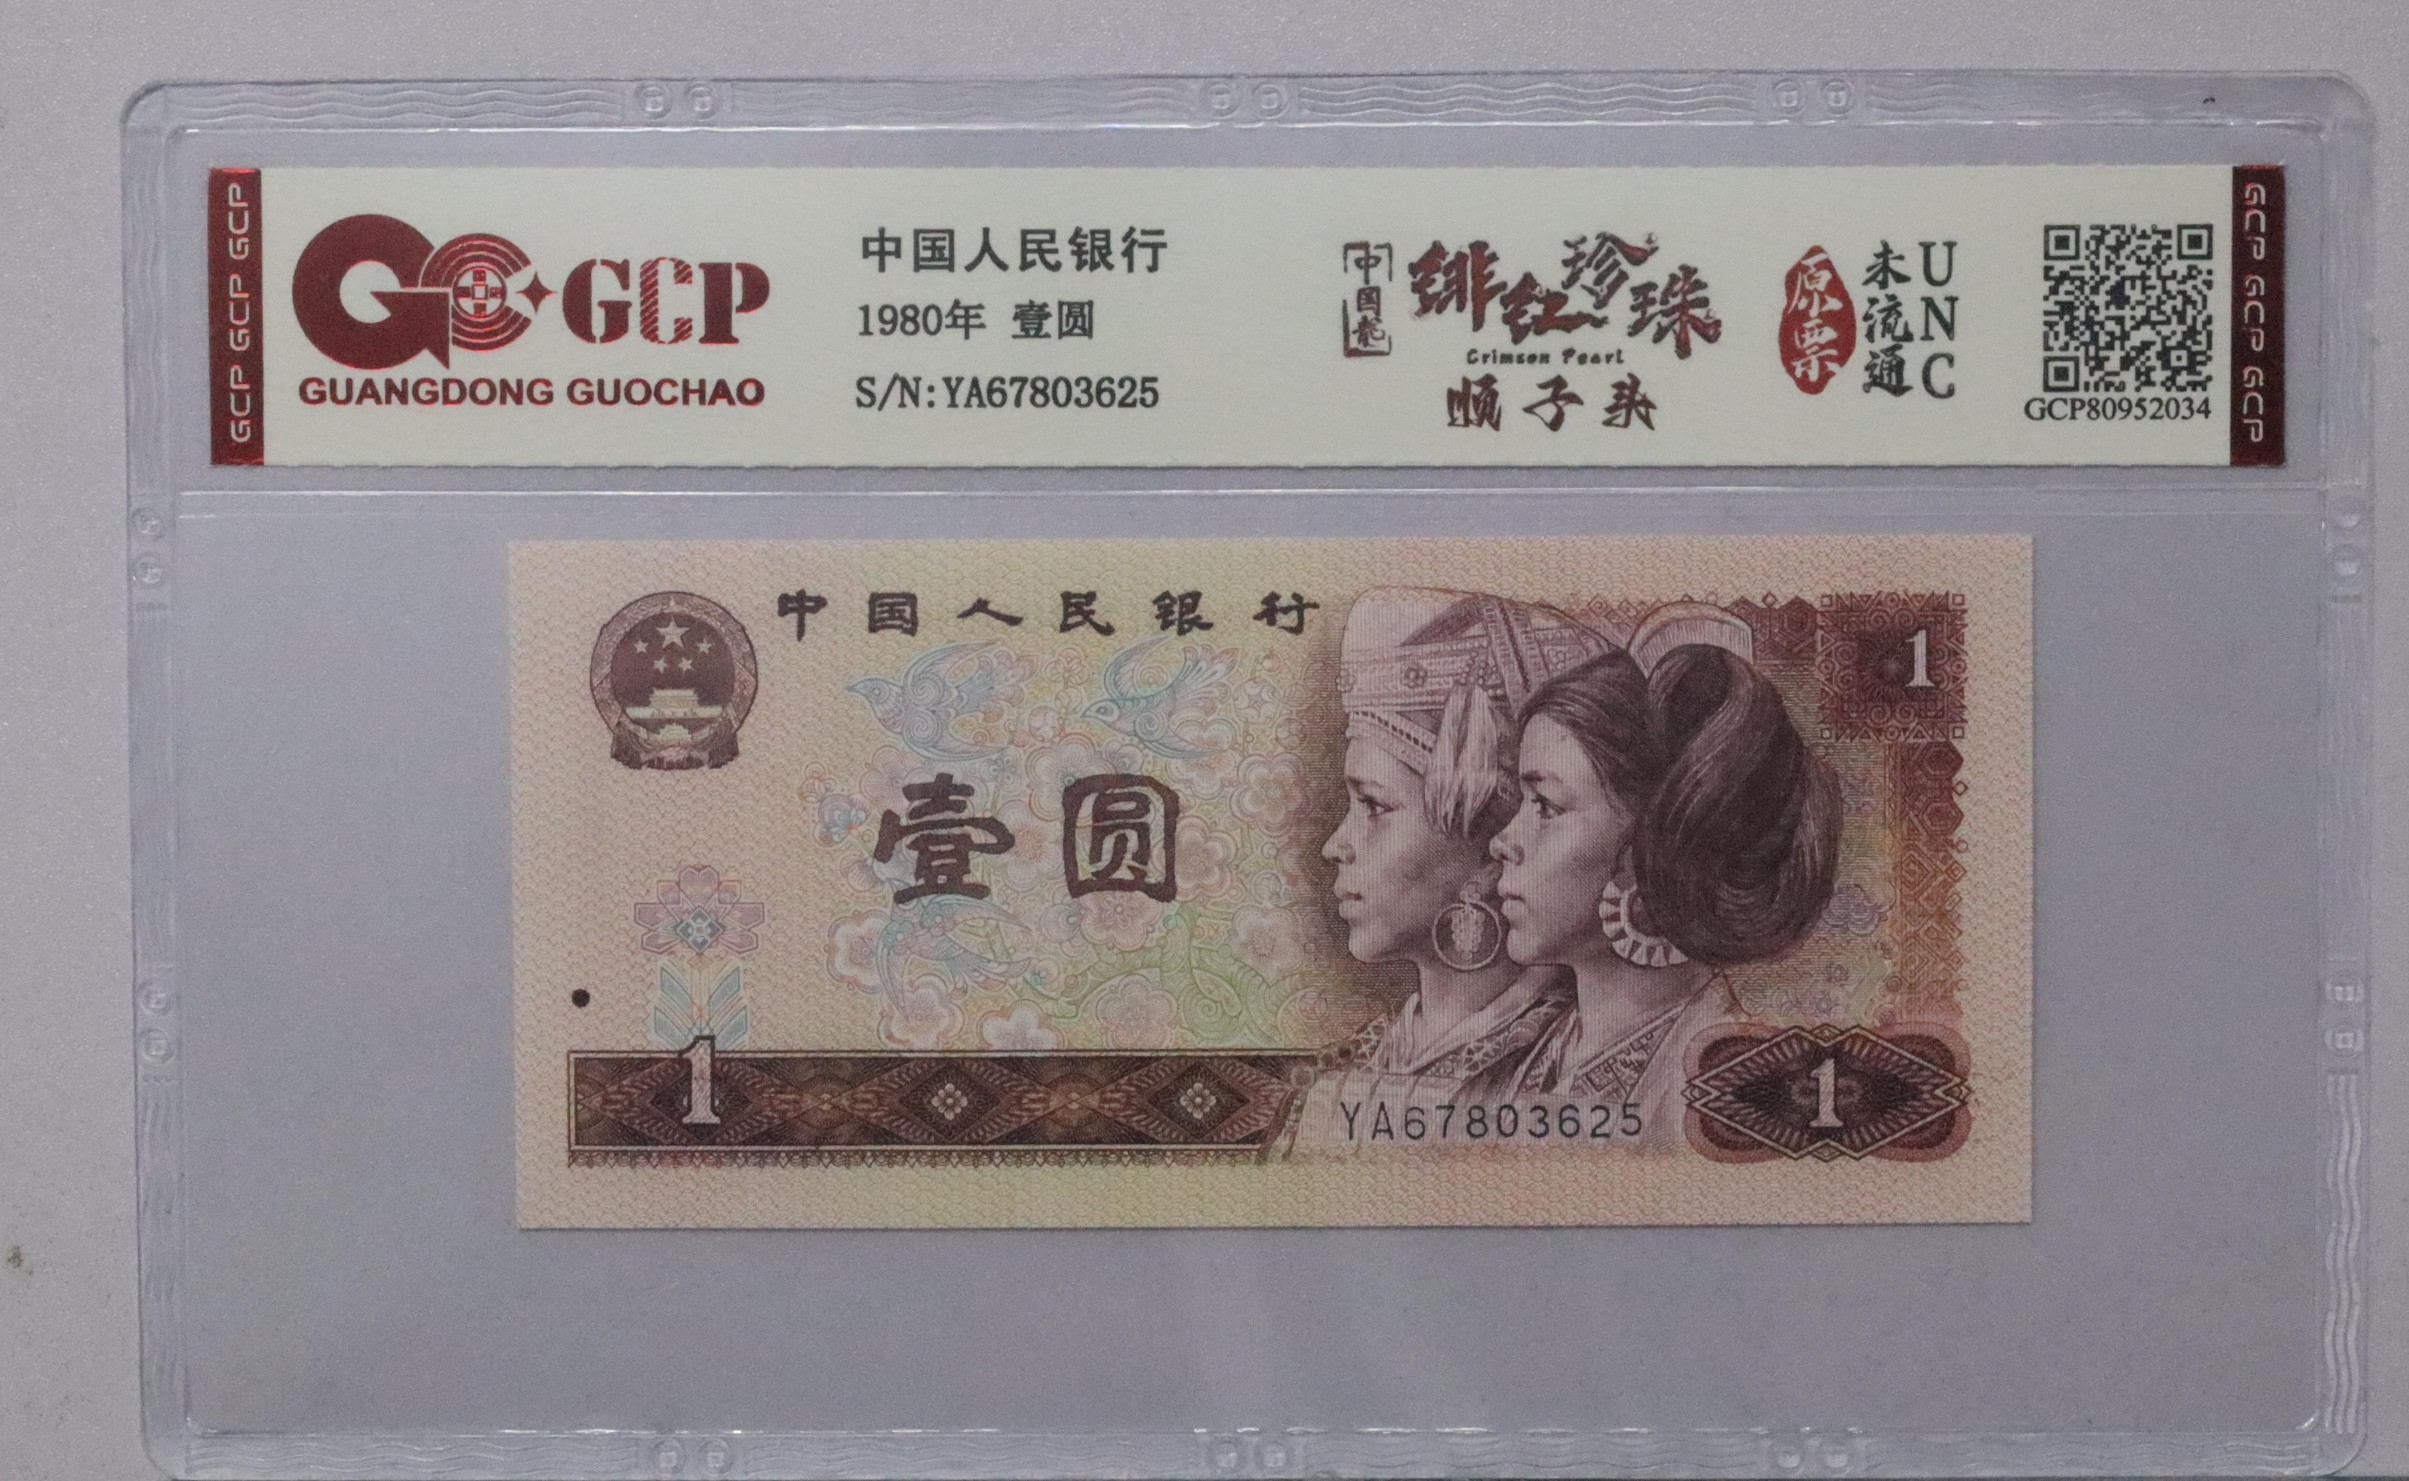 GCP GCP GCP
GCP
GUANGDONG GUOCHAO
中国人民银行
1980年 壹圆
S/N:YA67803625
中国龙
绯红珍珠
Crimson Pearl
顺子头
原票
未流通
UNC
GCP80952034
GCP GCP GCP
中国人民银行
1
壹圆
1
YA67803625
1